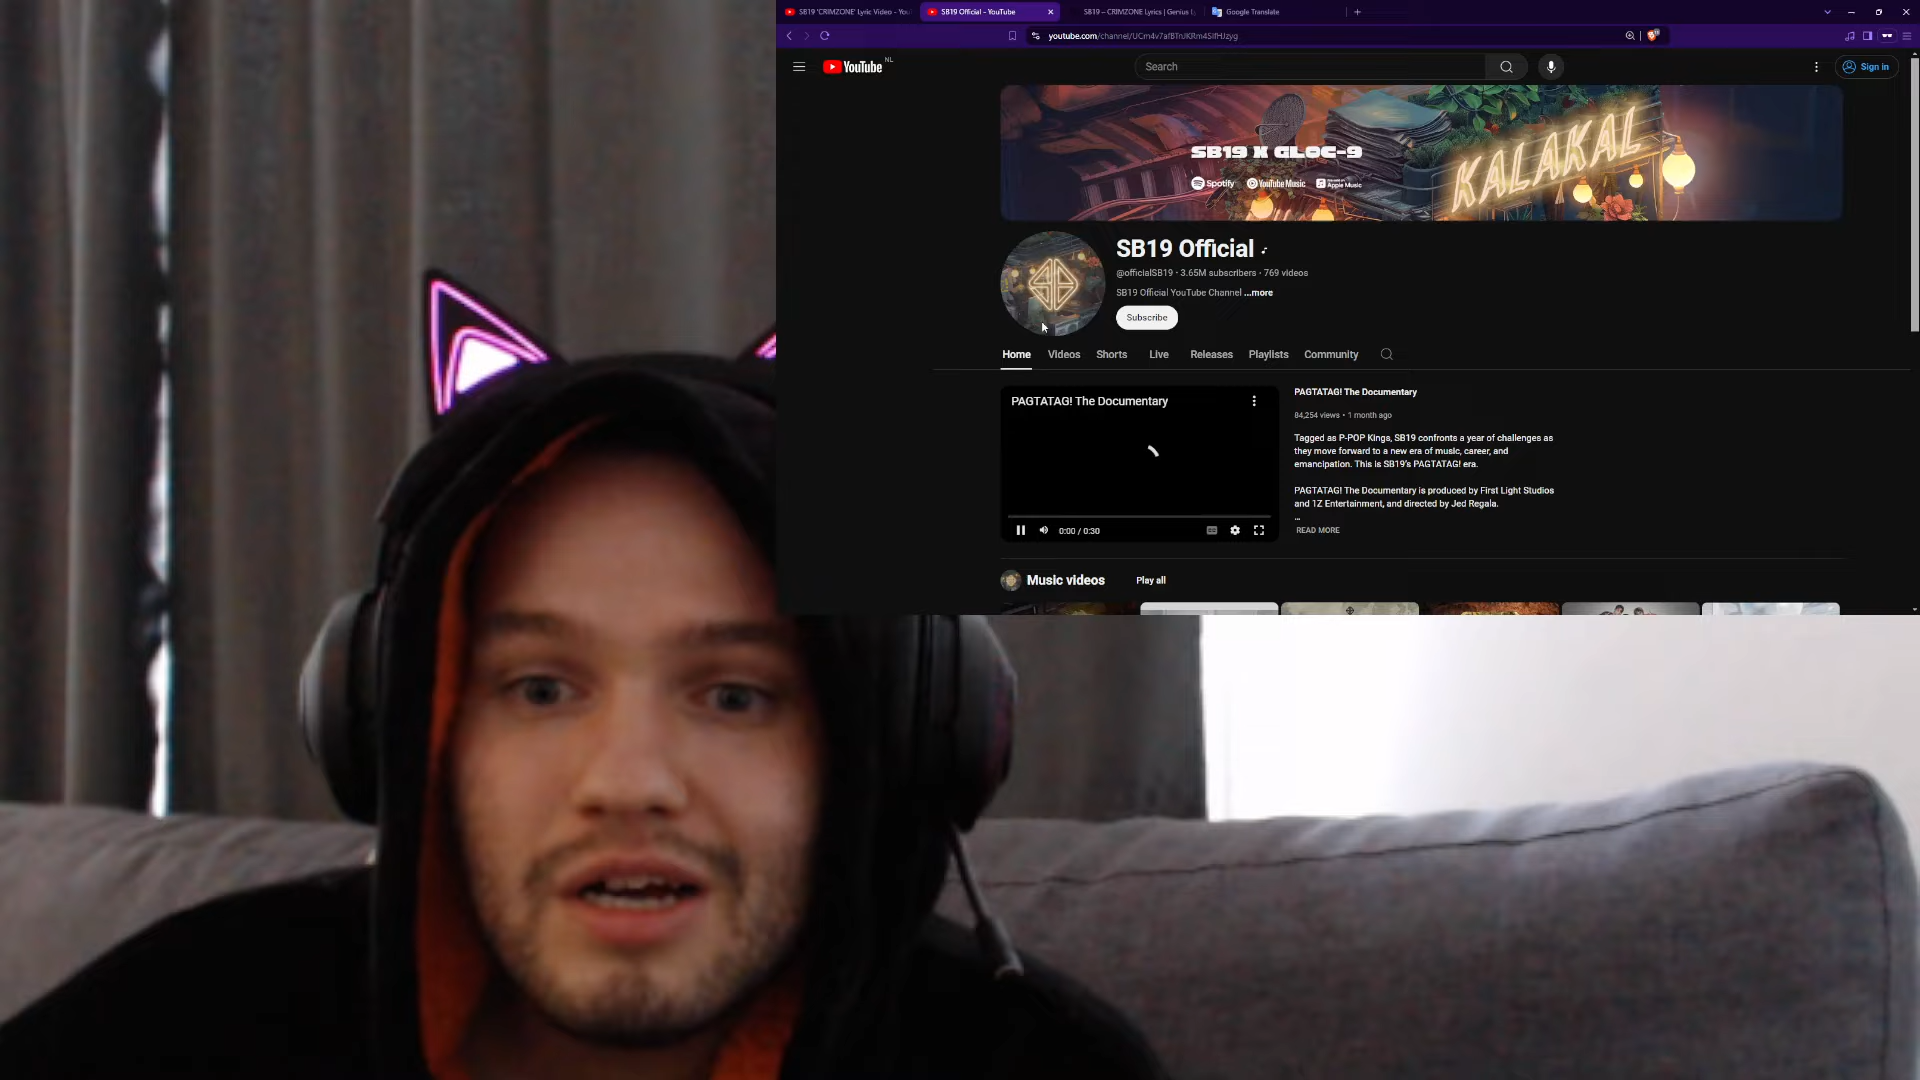 SB19 'CRIMZONE' Lyric Video - You
SB19 Official - YouTube
SB19 – CRIMZONE Lyrics | Genius L
Google Translate
youtube.com/channel/
YouTube NL
Search
Sign in
SB19 X GLOC-9
Spotify YouTube Music Apple Music
KALAKAL
SB19 Official
@officialSB19 · 3.65M subscribers · 769 videos
SB19 Official YouTube Channel ...more
Subscribe
Home Videos Shorts Live Releases Playlists Community
PAGTATAG! The Documentary
0:00 / 0:30
PAGTATAG! The Documentary
84,254 views · 1 month ago
Tagged as P-POP Kings, SB19 confronts a year of challenges as
they move forward to a new era of music, career, and
emancipation. This is SB19's PAGTATAG! era.
PAGTATAG! The Documentary is produced by First Light Studios
and 1Z Entertainment, and directed by Jed Regala.
...
READ MORE
Music videos Play all